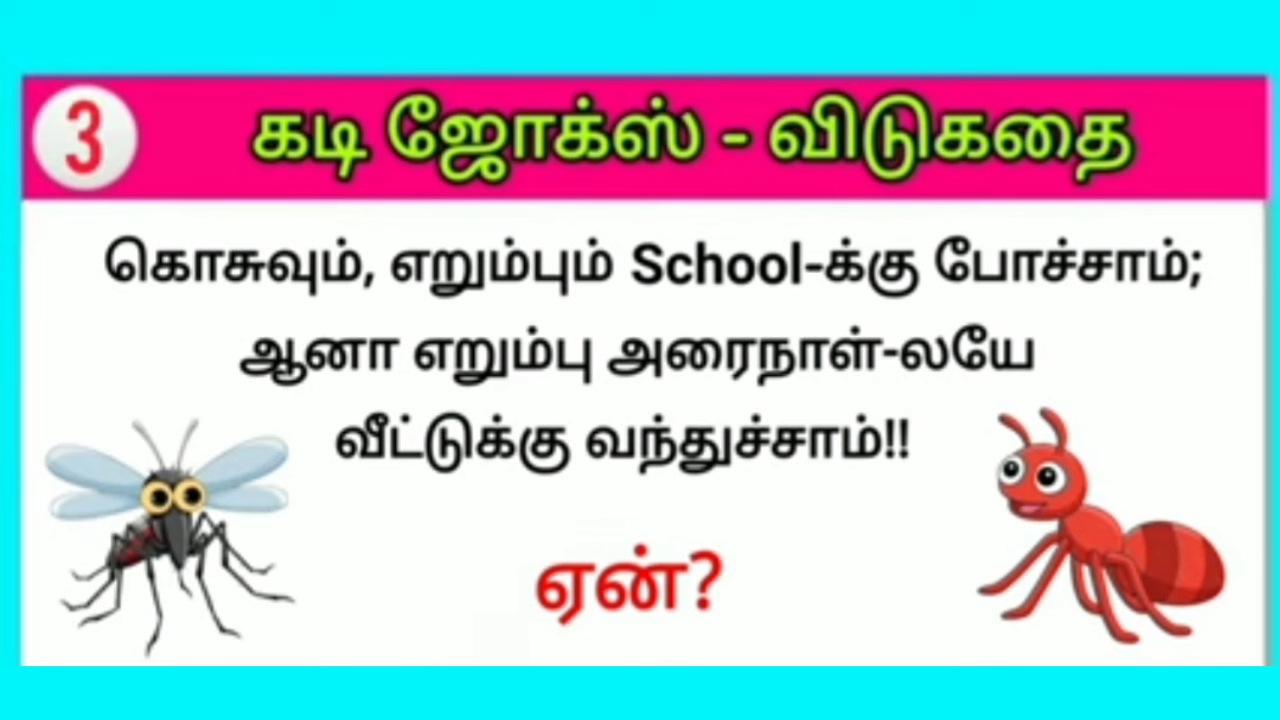 3 கடி ஜோக்ஸ் - விடுகதை
கொசுவும், எறும்பும் School-க்கு போச்சாம்;
ஆனா எறும்பு அரைநாள்-லயே
வீட்டுக்கு வந்துச்சாம்!!
ஏன்?